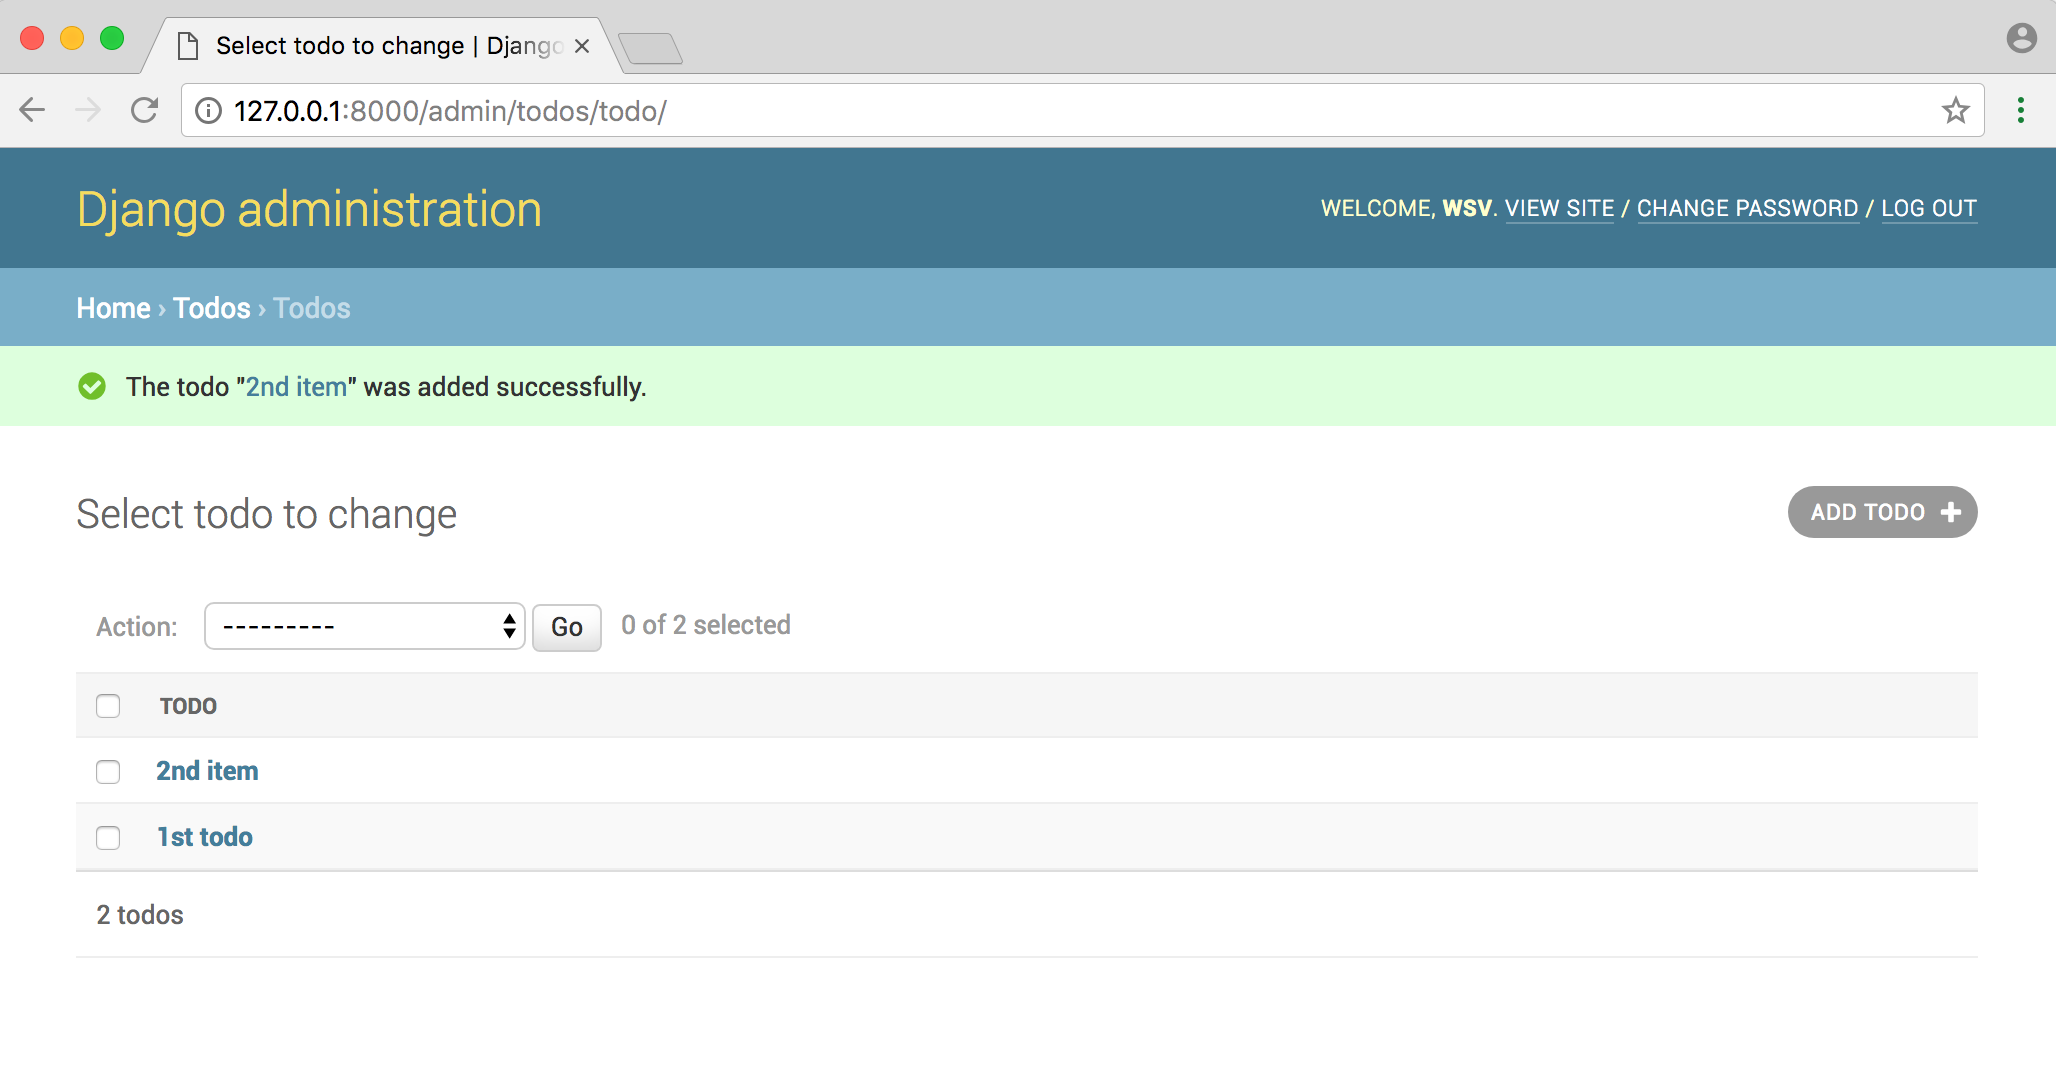 Select todo to change | Django
127.0.0.1:8000/admin/todos/todo/
Django administration
WELCOME, WSV. VIEW SITE / CHANGE PASSWORD / LOG OUT
Home › Todos › Todos
The todo "2nd item" was added successfully.
Select todo to change
ADD TODO
Action: --------- Go 0 of 2 selected
TODO
2nd item
1st todo
2 todos